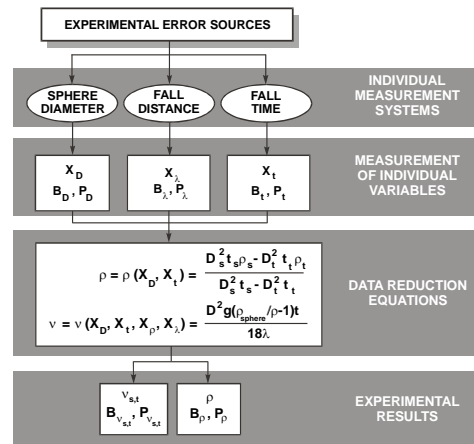 EXPERIMENTAL ERROR SOURCES
SPHERE
DIAMETER
FALL
DISTANCE
FALL
TIME
INDIVIDUAL
MEASUREMENT
SYSTEMS
X_D
B_D, P_D
X_λ
B_λ, P_λ
X_t
B_t, P_t
MEASUREMENT
OF INDIVIDUAL
VARIABLES
ρ = ρ (X_D, X_t) = (D_s^2 t_s ρ_s - D_t^2 t_t ρ_t) / (D_s^2 t_s - D_t^2 t_t)
ν = ν (X_D, X_t, X_ρ, X_λ) = D^2 g(ρ_sphere/ρ-1)t / 18λ
DATA REDUCTION
EQUATIONS
ν_s,t
B_ν_s,t, P_ν_s,t
ρ
B_ρ, P_ρ
EXPERIMENTAL
RESULTS